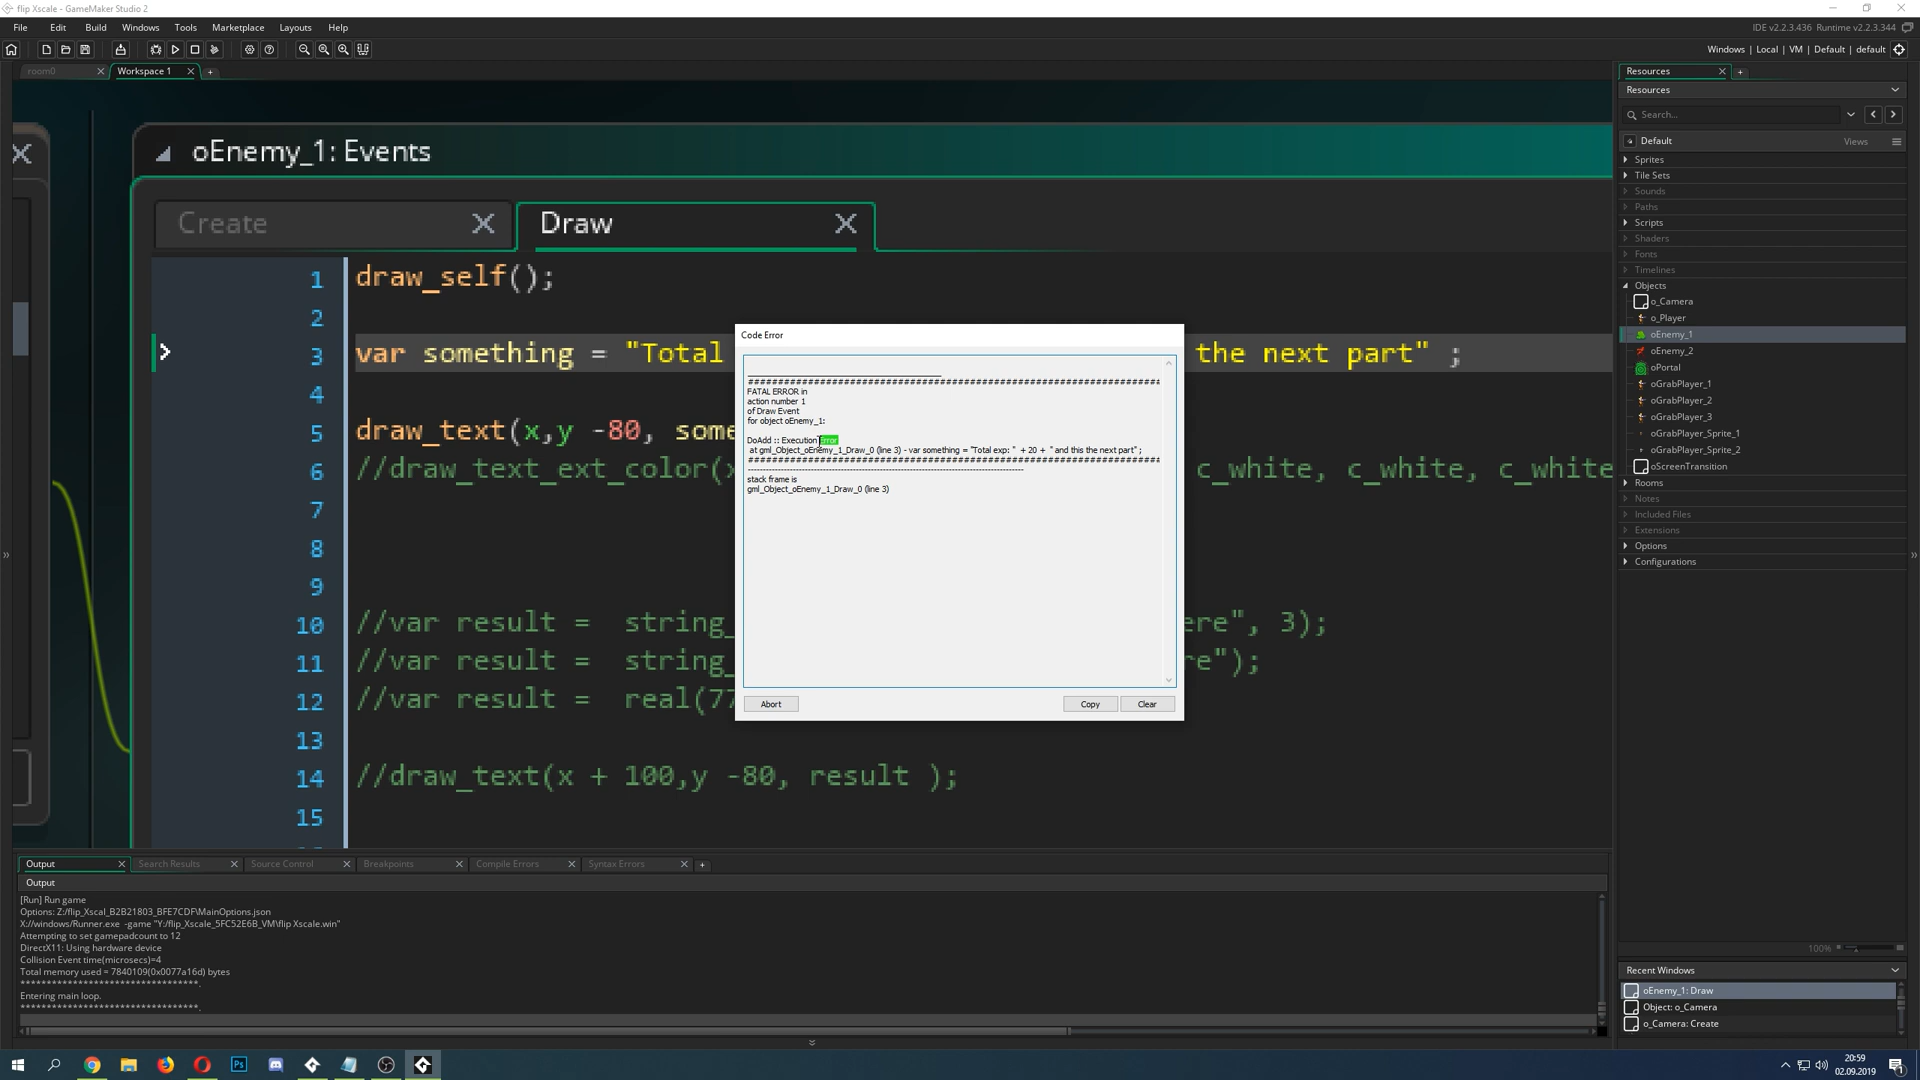 flip Xscale - GameMaker Studio 2
File Edit Build Windows Tools Marketplace Layouts Help
IDE v2.2.3.436 Runtime v2.2.3.344
Windows | Local | VM | Default | default
room0
Workspace 1
oEnemy_1: Events
Create
Draw
1 draw_self();
2
3 var something = "Total
the next part" ;
4
5 draw_text(x,y -80, some
6 //draw_text_ext_color(x
c_white, c_white, c_white
7
8
9
10 //var result = string_
ere", 3);
11 //var result = string_
re");
12 //var result = real(77
13
14 //draw_text(x + 100,y -80, result );
15
Code Error
FATAL ERROR in
action number 1
of Draw Event
for object oEnemy_1:
DoAdd :: Execution Error
at gml_Object_oEnemy_1_Draw_0 (line 3) - var something = "Total exp: " + 20 + " and this the next part" ;
stack frame is
gml_Object_oEnemy_1_Draw_0 (line 3)
Abort
Copy
Clear
Output
Search Results
Source Control
Breakpoints
Compile Errors
Syntax Errors
Output
[Run] Run game
Options: Z:/flip_Xscal_B2B21803_BFE7CDF\MainOptions.json
X://windows/Runner.exe -game "Y:/flip_Xscale_5FC52E6B_VM\flip Xscale.win"
Attempting to set gamepadcount to 12
DirectX11: Using hardware device
Collision Event time(microsecs)=4
Total memory used = 7840109(0x0077a16d) bytes
Entering main loop.
Resources
Resources
Search...
Default
Views
Sprites
Tile Sets
Sounds
Paths
Scripts
Shaders
Fonts
Timelines
Objects
o_Camera
o_Player
oEnemy_1
oEnemy_2
oPortal
oGrabPlayer_1
oGrabPlayer_2
oGrabPlayer_3
oGrabPlayer_Sprite_1
oGrabPlayer_Sprite_2
oScreenTransition
Rooms
Notes
Included Files
Extensions
Options
Configurations
100%
Recent Windows
oEnemy_1: Draw
Object: o_Camera
o_Camera: Create
20:59
02.09.2019